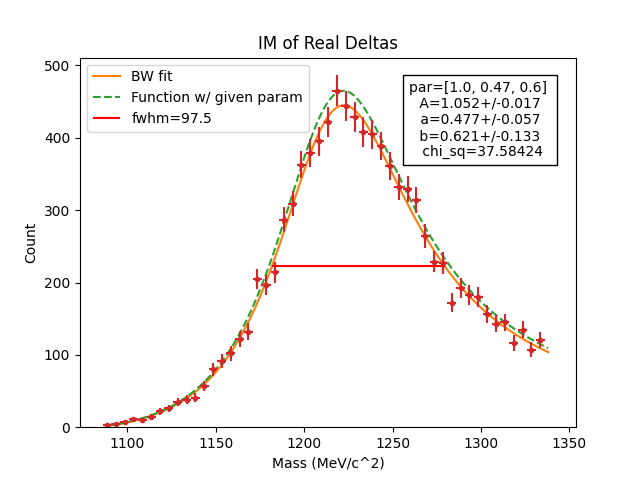 IM of Real Deltas
BW fit
Function w/ given param
fwhm=97.5
par=[1.0, 0.47, 0.6]
A=1.052+/-0.017
a=0.477+/-0.057
b=0.621+/-0.133
chi_sq=37.58424
500
400
300
200
100
0
Count
1100 1150 1200 1250 1300 1350
Mass (MeV/c^2)